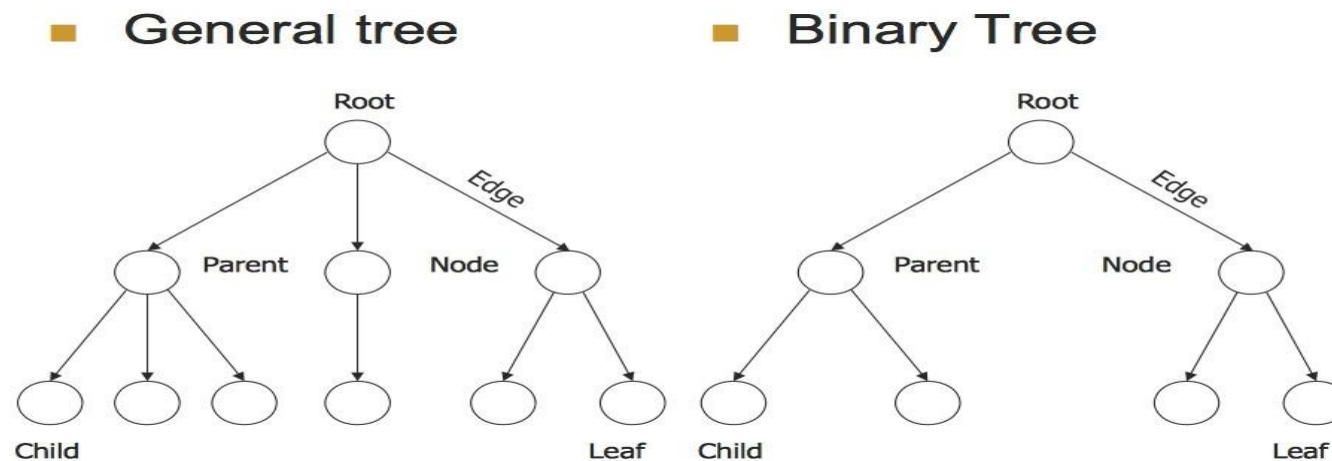 General tree
Root
Edge
Parent
Node
Child
Leaf
Binary Tree
Root
Edge
Parent
Node
Child
Leaf